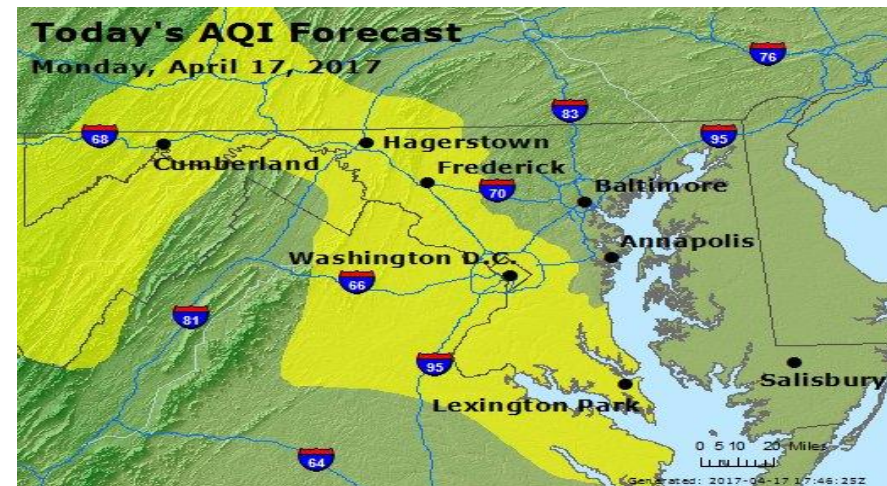 Today's AQI Forecast
Monday, April 17, 2017
76
83
68
95
Hagerstown
Cumberland
Frederick
70
Baltimore
Annapolis
Washington D.C.
66
81
95
Salisbury
Lexington Park
0 5 10 20 Miles
64
Generated: 2017-04-17 17:46:25Z